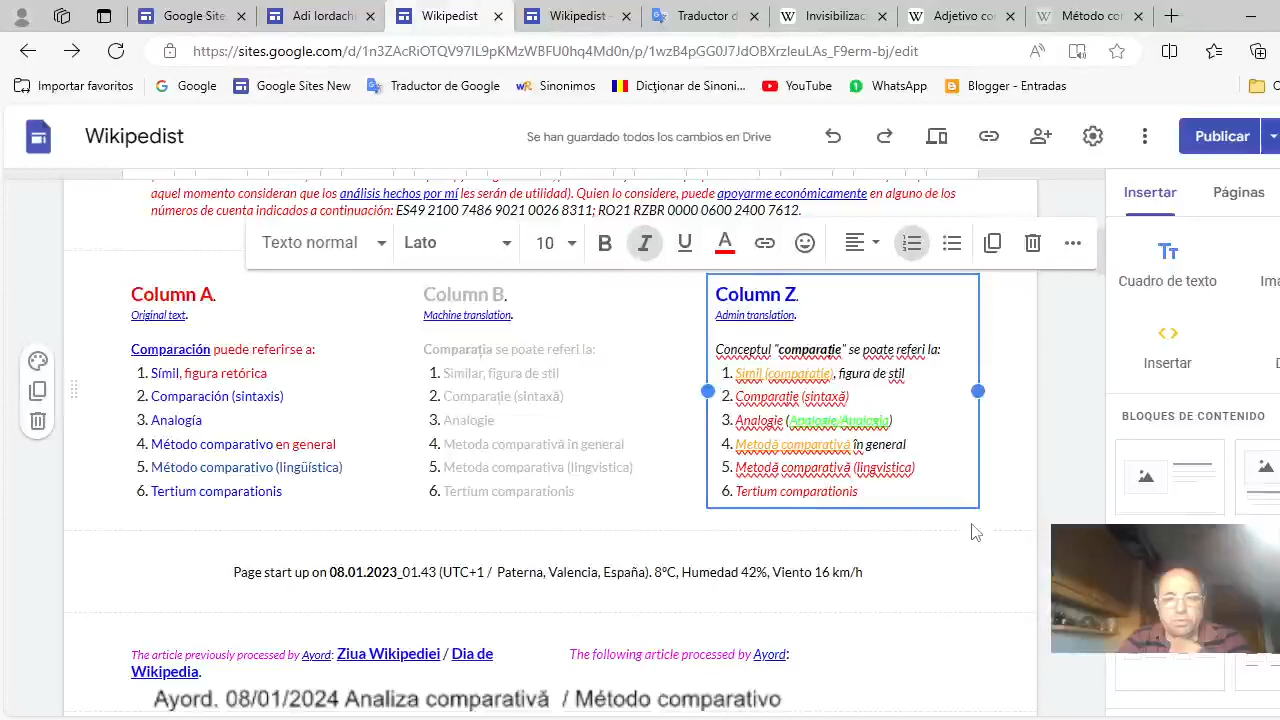 Google Site
Adi Iordach
Wikipedist
Wikipedist
Traductor d
Invisibiliza
Adjetivo co
Método co
https://sites.google.com/d/1n3ZAcRiOTQV97IL9pKMzWBFU0hq4Md0n/p/1wzB4pGG0J7JdOBXrzleuLAs_F9erm-bj/edit
Importar favoritos
Google
Google Sites New
Traductor de Google
Sinonimos
Dicționar de Sinoni...
YouTube
WhatsApp
Blogger - Entradas
Wikipedist
Se han guardado todos los cambios en Drive
Publicar
aquel momento consideran que los análisis hechos por mí les serán de utilidad). Quien lo considere, puede apoyarme económicamente en alguno de los
números de cuenta indicados a continuación: ES49 2100 7486 9021 0026 8311; RO21 RZBR 0000 0600 2400 7612.
Insertar
Páginas
Texto normal
Lato
10
Cuadro de texto
Ima
Insertar
BLOQUES DE CONTENIDO
Column A.
Original text.
Comparación puede referirse a:
1. Símil, figura retórica
2. Comparación (sintaxis)
3. Analogía
4. Método comparativo en general
5. Método comparativo (lingüística)
6. Tertium comparationis
Column B.
Machine translation.
Comparația se poate referi la:
1. Similar, figura de stil
2. Comparație (sintaxă)
3. Analogie
4. Metoda comparativă în general
5. Metoda comparativa (lingvistica)
6. Tertium comparationis
Column Z.
Admin translation.
Conceptul "comparație" se poate referi la:
1. Simil (comparație), figura de stil
2. Comparație (sintaxă)
3. Analogie (Analogie/Analogia)
4. Metodă comparativă în general
5. Metodă comparativă (lingvistica)
6. Tertium comparationis
Page start up on 08.01.2023_01.43 (UTC+1 / Paterna, Valencia, España). 8ºC, Humedad 42%, Viento 16 km/h
The article previously processed by Ayord: Ziua Wikipediei / Dia de
Wikipedia.
The following article processed by Ayord:
Ayord. 08/01/2024 Analiza comparativă / Método comparativo